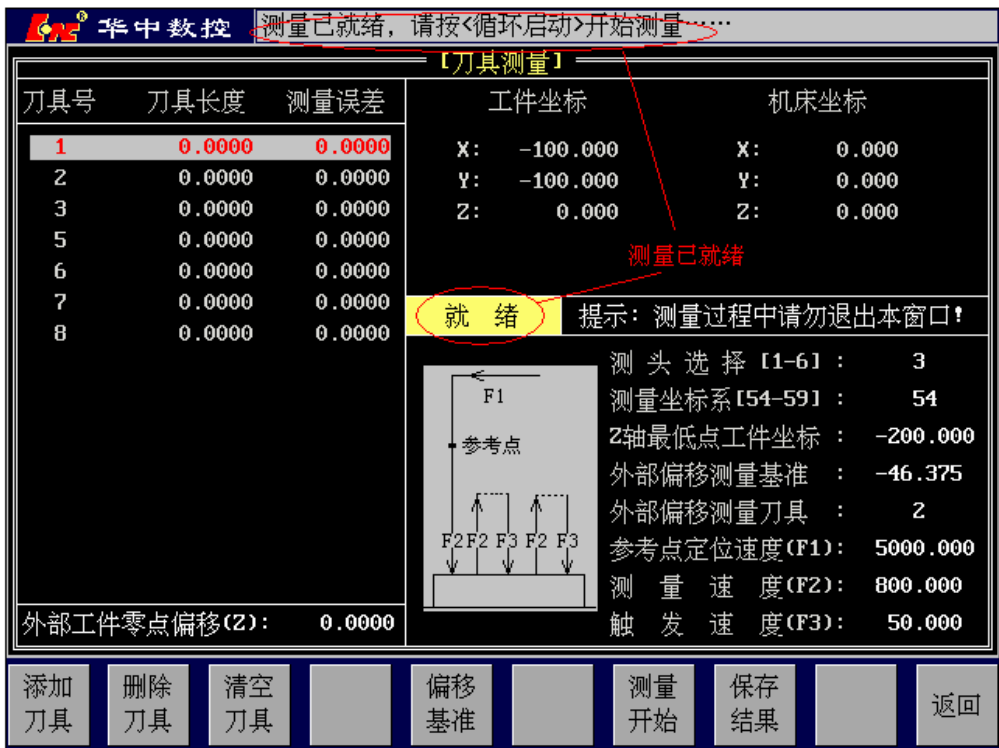 CNC® 华中数控 测量已就绪，请按<循环启动>开始测量……
[刀具测量]
刀具号 刀具长度 测量误差
1 0.0000 0.0000
2 0.0000 0.0000
3 0.0000 0.0000
5 0.0000 0.0000
6 0.0000 0.0000
7 0.0000 0.0000
8 0.0000 0.0000
外部工件零点偏移(Z): 0.0000
工件坐标 机床坐标
X: -100.000 X: 0.000
Y: -100.000 Y: 0.000
Z: 0.000 Z: 0.000
测量已就绪
就 绪 提示: 测量过程中请勿退出本窗口!
F1
参考点
F2 F2 F3 F2 F3
测 头 选 择 [1-6] : 3
测量坐标系[54-59] : 54
Z轴最低点工件坐标 : -200.000
外部偏移测量基准 : -46.375
外部偏移测量刀具 : 2
参考点定位速度(F1): 5000.000
测 量 速 度(F2): 800.000
触 发 速 度(F3): 50.000
添加 删除 清空 偏移 测量 保存 返回
刀具 刀具 刀具 基准 开始 结果